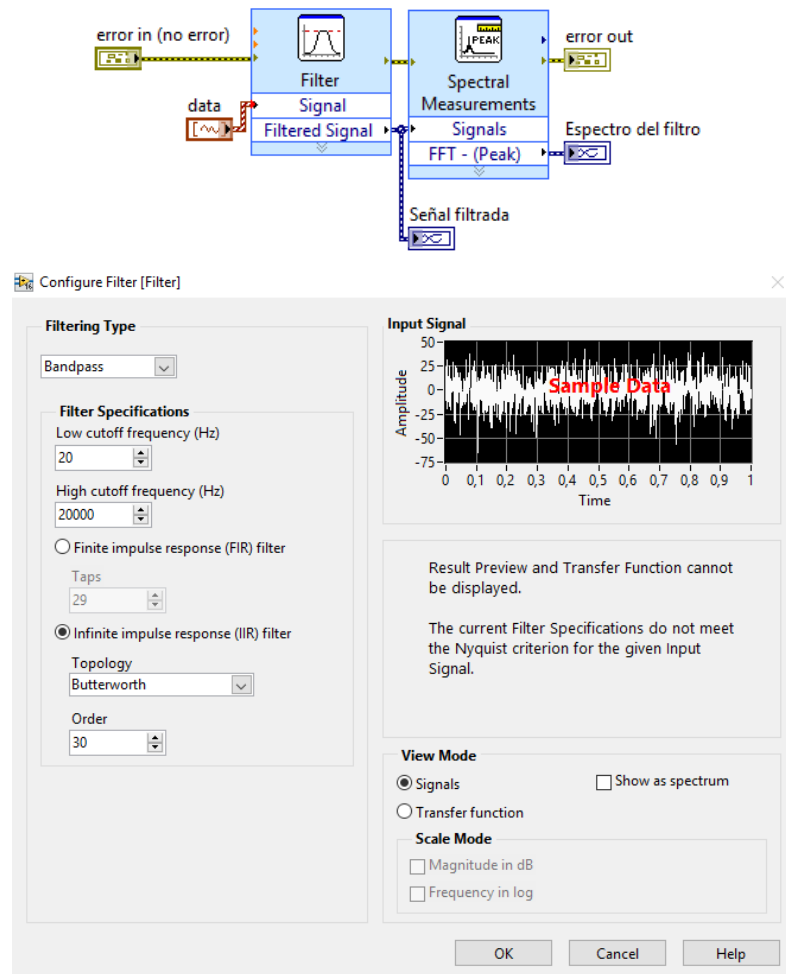 error in (no error)
Filter
Signal
Filtered Signal
data
PEAK
Spectral
Measurements
Signals
FFT - (Peak)
error out
Espectro del filtro
Señal filtrada
Configure Filter [Filter]
Filtering Type
Bandpass
Filter Specifications
Low cutoff frequency (Hz)
20
High cutoff frequency (Hz)
20000
Finite impulse response (FIR) filter
Taps
29
Infinite impulse response (IIR) filter
Topology
Butterworth
Order
30
Input Signal
50
25
0
-25
-50
-75
Amplitude
Sample Data
0 0,1 0,2 0,3 0,4 0,5 0,6 0,7 0,8 0,9 1
Time
Result Preview and Transfer Function cannot
be displayed.
The current Filter Specifications do not meet
the Nyquist criterion for the given Input
Signal.
View Mode
Signals
Show as spectrum
Transfer function
Scale Mode
Magnitude in dB
Frequency in log
OK
Cancel
Help